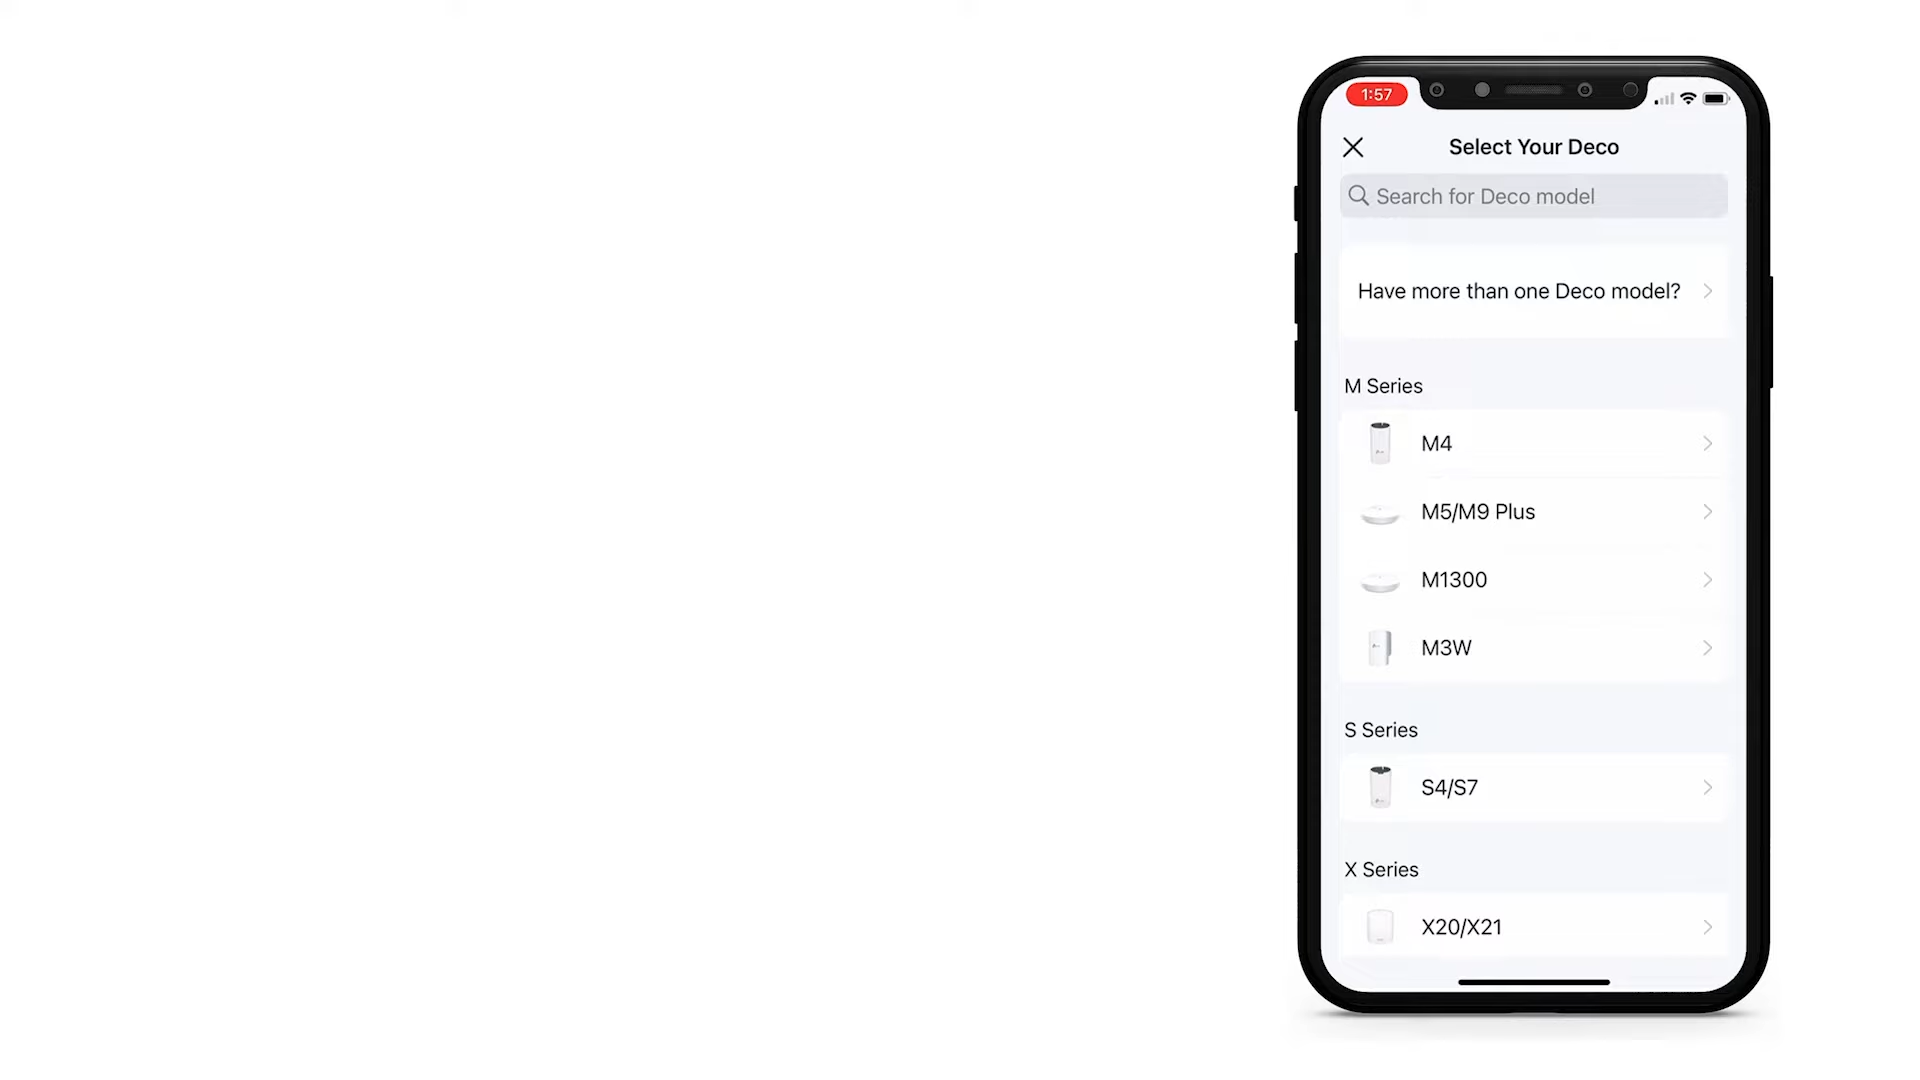 1:57
Select Your Deco
Search for Deco model
Have more than one Deco model?
M Series
M4
M5/M9 Plus
M1300
M3W
S Series
S4/S7
X Series
X20/X21